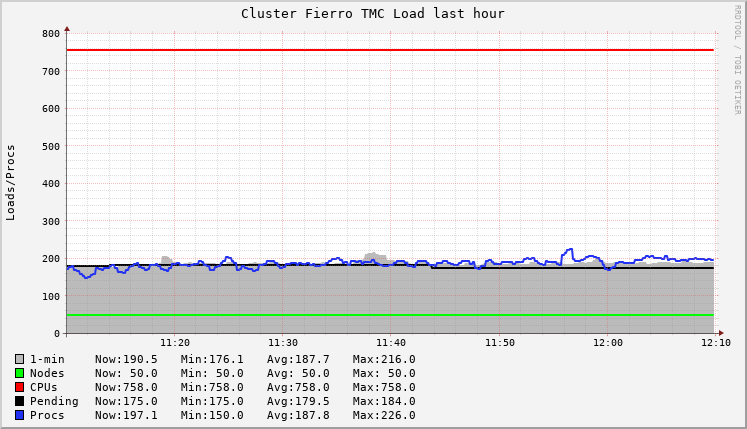 Cluster Fierro TMC Load last hour
RRDTOOL / TOBI OETIKER
Loads/Procs
800
700
600
500
400
300
200
100
0
11:20 11:30 11:40 11:50 12:00 12:10
1-min Now:190.5 Min:176.1 Avg:187.7 Max:216.0
Nodes Now: 50.0 Min: 50.0 Avg: 50.0 Max: 50.0
CPUs Now:758.0 Min:758.0 Avg:758.0 Max:758.0
Pending Now:175.0 Min:175.0 Avg:179.5 Max:184.0
Procs Now:197.1 Min:150.0 Avg:187.8 Max:226.0